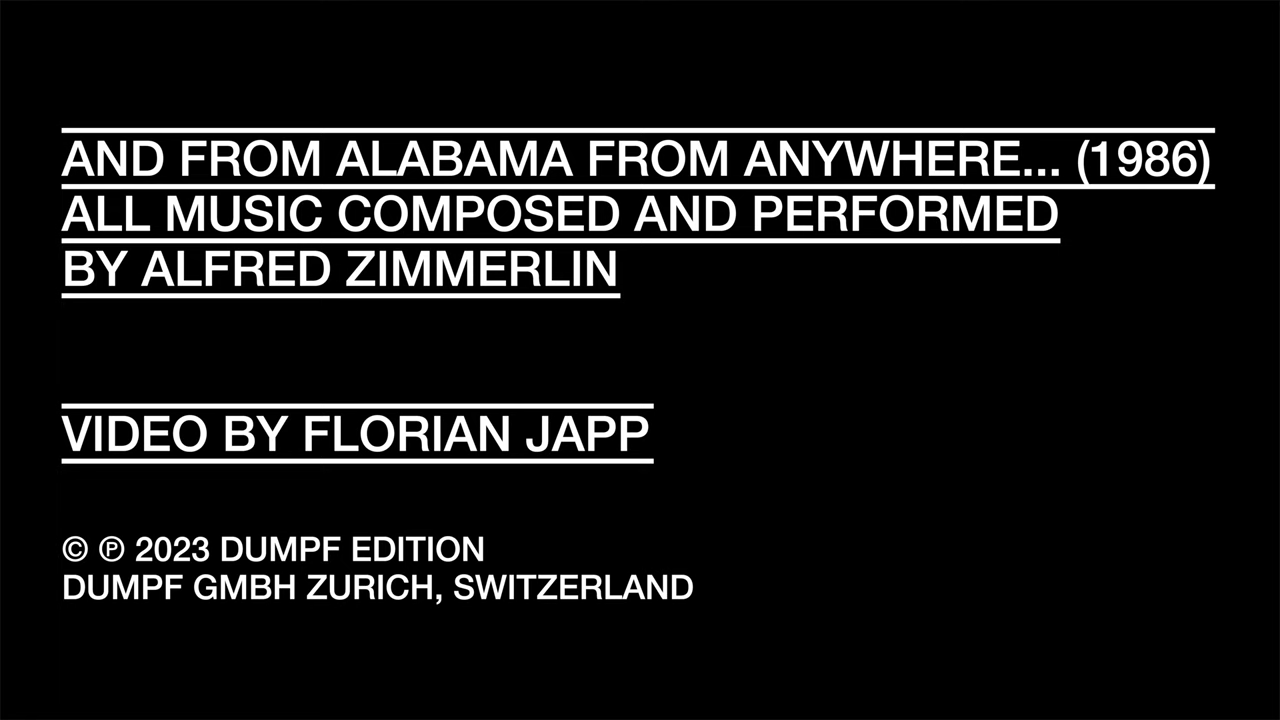 AND FROM ALABAMA FROM ANYWHERE... (1986)
ALL MUSIC COMPOSED AND PERFORMED
BY ALFRED ZIMMERLIN
VIDEO BY FLORIAN JAPP
© ℗ 2023 DUMPF EDITION
DUMPF GMBH ZURICH, SWITZERLAND